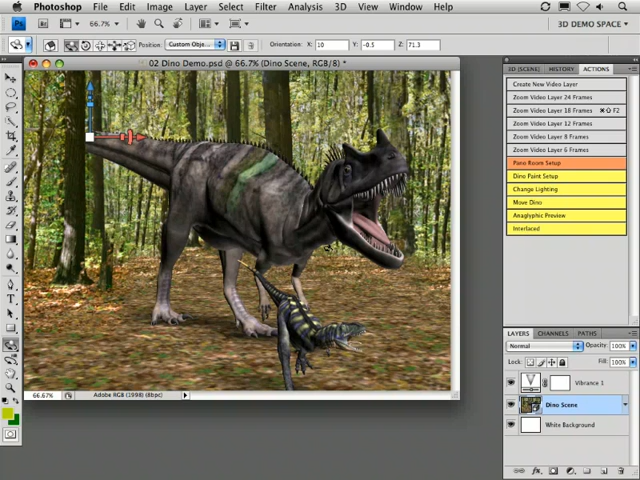 Photoshop File Edit Image Layer Select Filter Analysis 3D View Window Help
66.7% 3D DEMO SPACE
Position: Custom Obje... Orientation: X: 10 Y: -0.5 Z: 71.3
02 Dino Demo.psd @ 66.7% (Dino Scene, RGB/8) *
3D {SCENE} HISTORY ACTIONS
Create New Video Layer
Zoom Video Layer 24 Frames
Zoom Video Layer 18 Frames F2
Zoom Video Layer 12 Frames
Zoom Video Layer 8 Frames
Zoom Video Layer 6 Frames
Pano Room Setup
Dino Paint Setup
Change Lighting
Move Dino
Anaglyphic Preview
Interlaced
LAYERS CHANNELS PATHS
Normal Opacity: 100%
Lock: Fill: 100%
Vibrance 1
Dino Scene
White Background
66.67% Adobe RGB (1998) (8bpc)